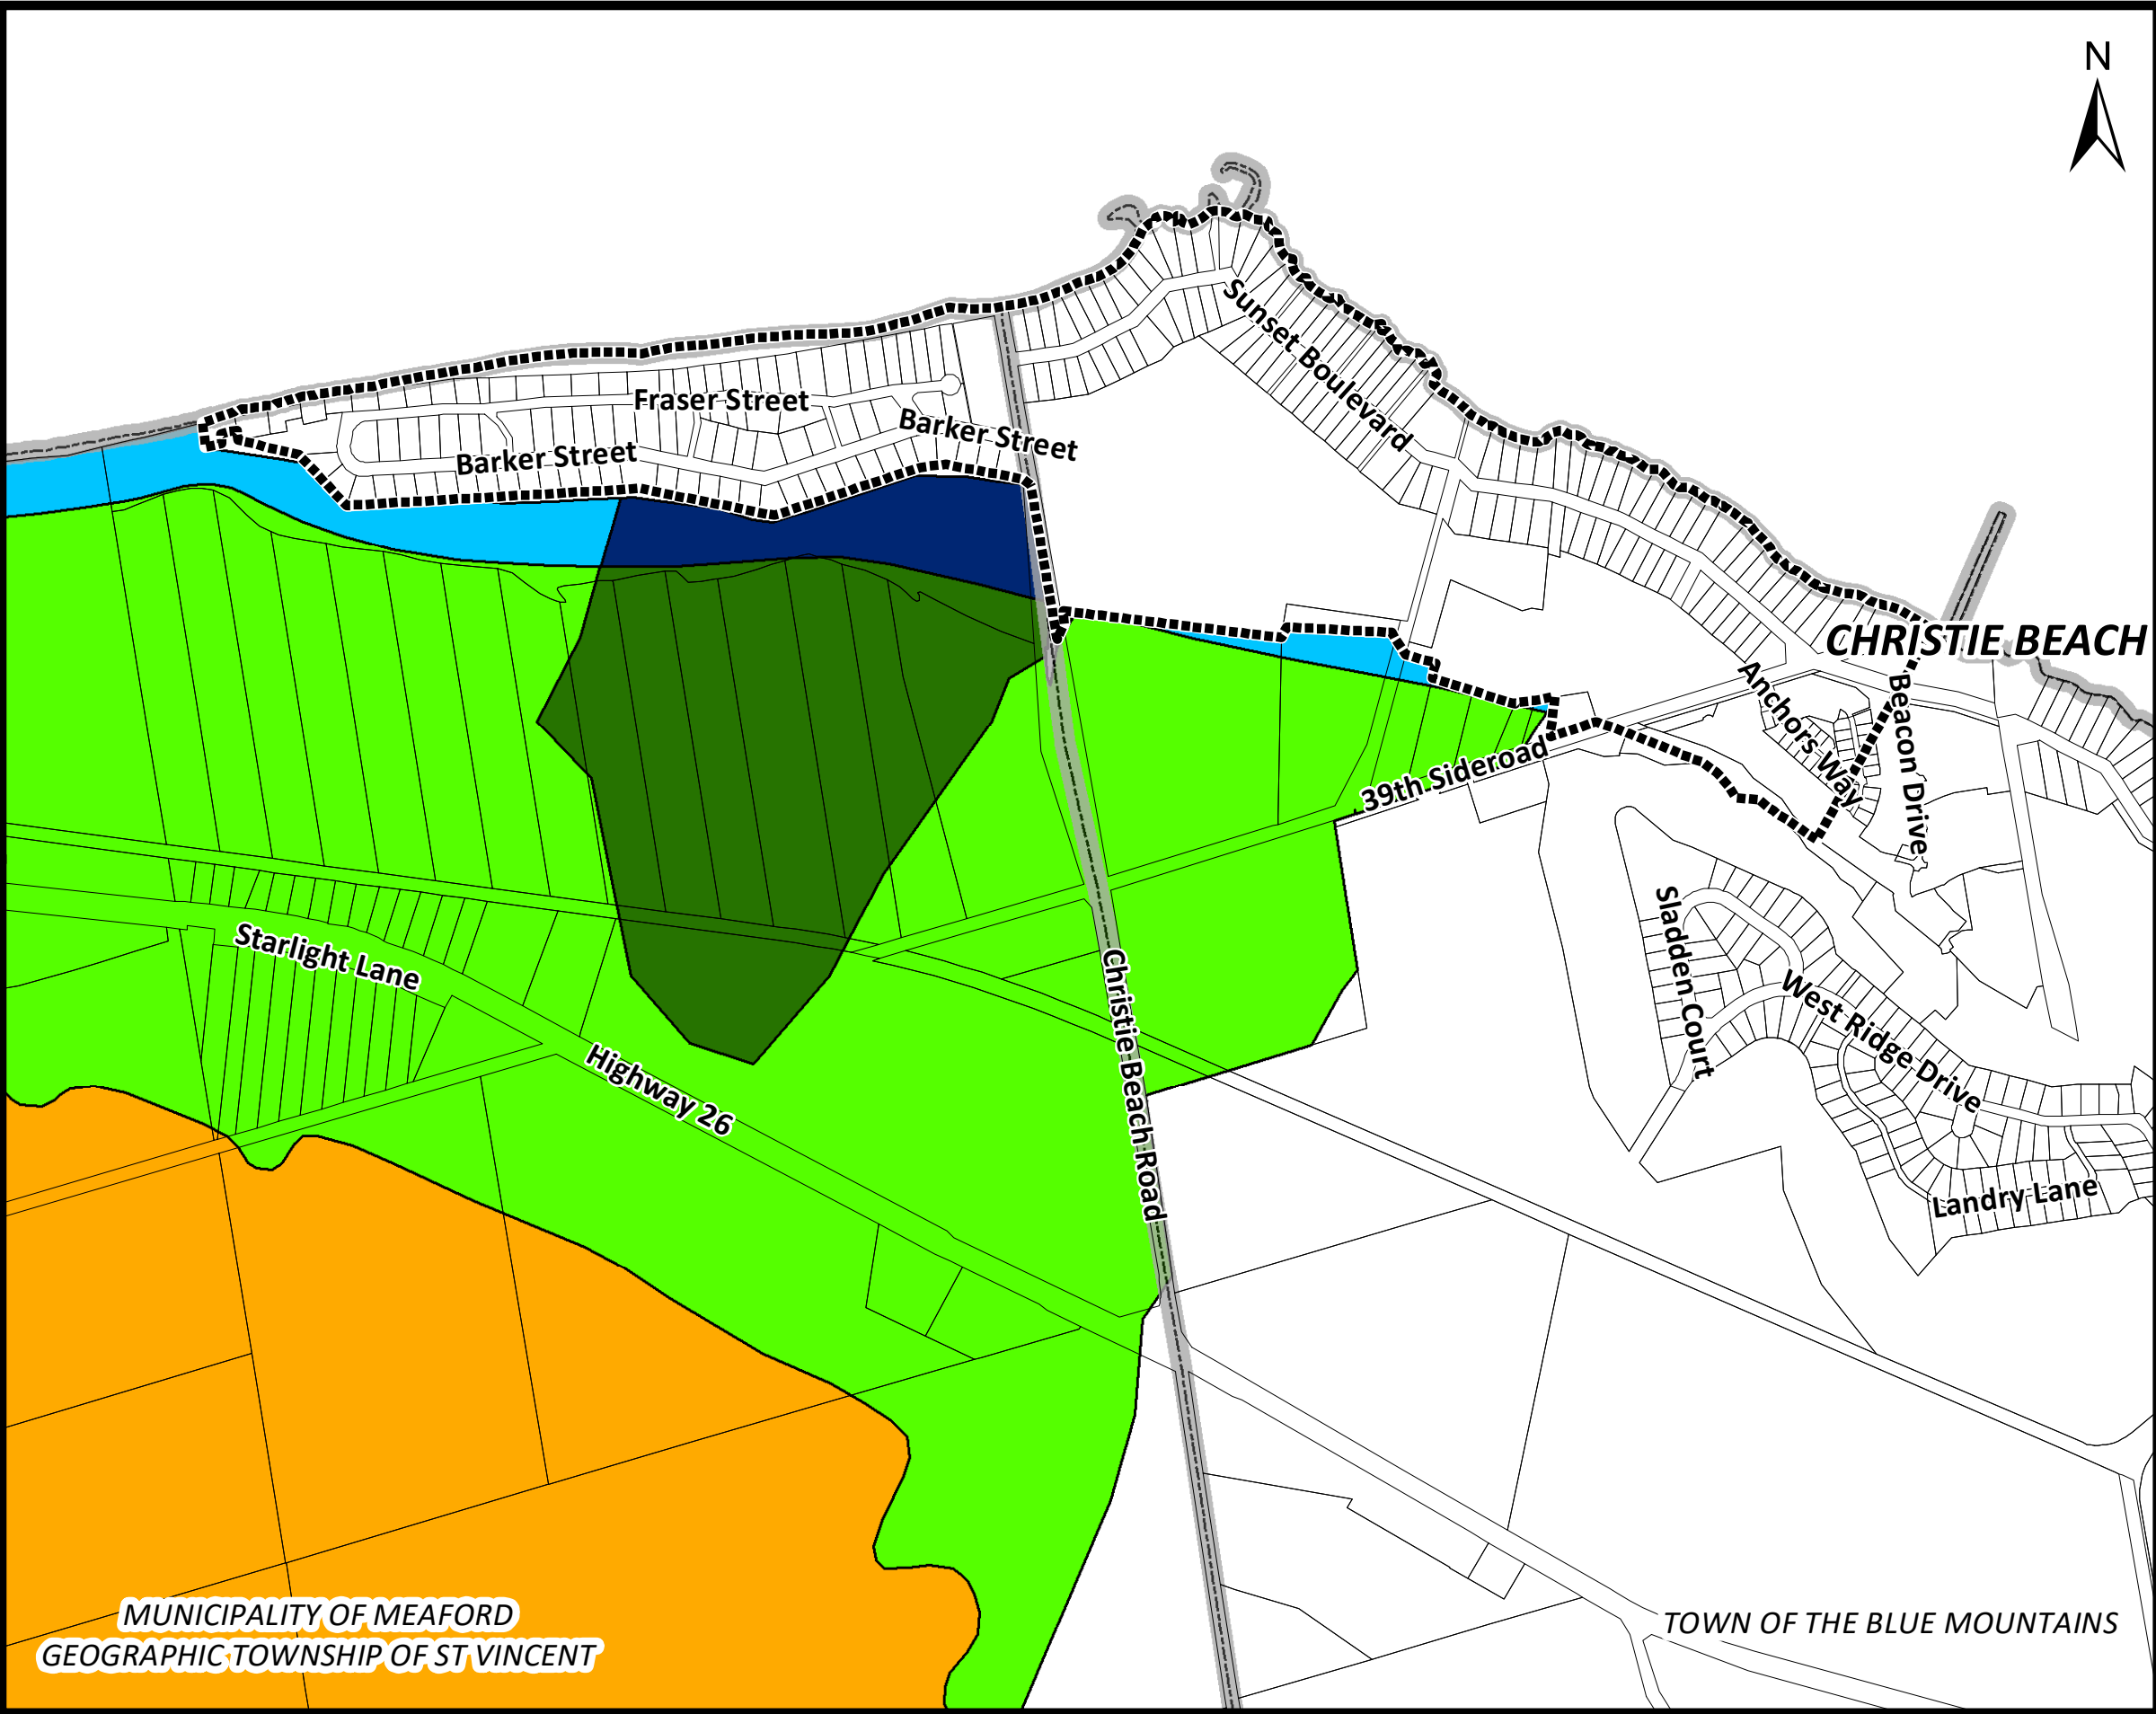 N
Sunset Boulevard
Fraser Street
Barker Street
Barker Street
CHRISTIE BEACH
Anchors Way
Beacon Drive
39th Sideroad
Sladden Court
Starlight Lane
West Ridge Drive
Christie Beach Road
Highway 26
Landry Lane
MUNICIPALITY OF MEAFORD
GEOGRAPHIC TOWNSHIP OF ST VINCENT
TOWN OF THE BLUE MOUNTAINS